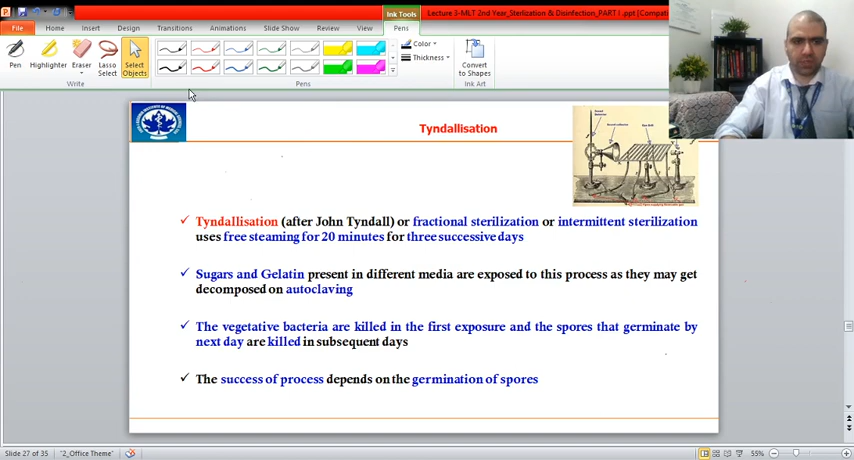 Ink Tools
Lecture 3-MLT 2nd Year_Sterlization & Disinfection_PART I .ppt [Compati
File Home Insert Design Transitions Animations Slide Show Review View Pens
Pen Highlighter Eraser Lasso Select Select Objects
Color
Thickness
Convert to Shapes
Write Pens Ink Art
Tyndallisation
✓ Tyndallisation (after John Tyndall) or fractional sterilization or intermittent sterilization
uses free steaming for 20 minutes for three successive days
✓ Sugars and Gelatin present in different media are exposed to this process as they may get
decomposed on autoclaving
✓ The vegetative bacteria are killed in the first exposure and the spores that germinate by
next day are killed in subsequent days
✓ The success of process depends on the germination of spores
Slide 27 of 35 "2_Office Theme" 55%